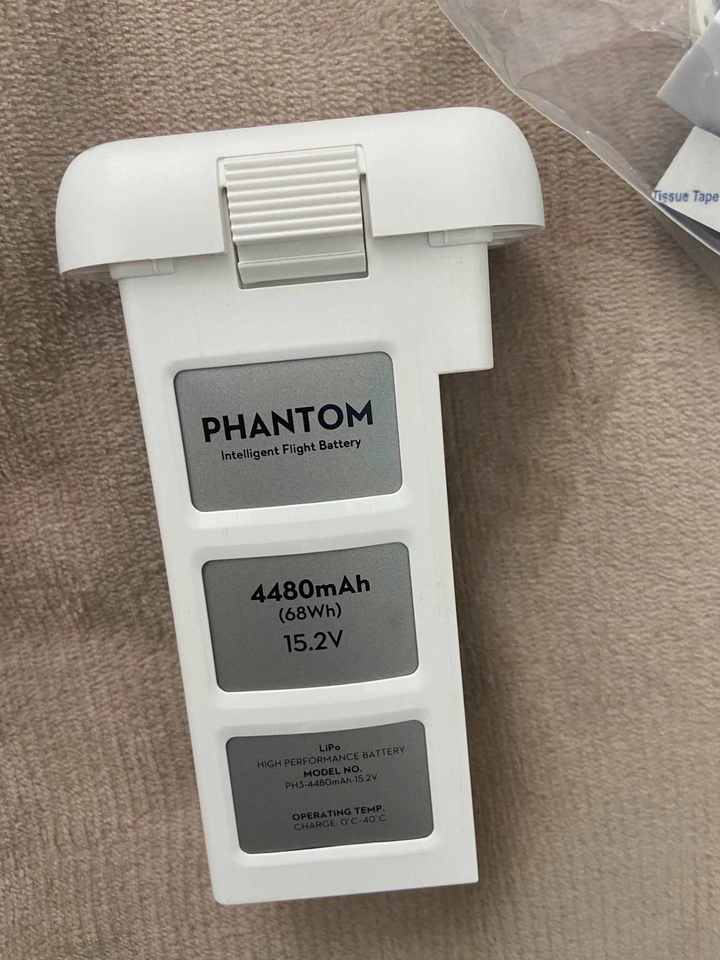 Tissue Tape
PHANTOM
Intelligent Flight Battery
4480mAh
(68Wh)
15.2V
LiPo
HIGH PERFORMANCE BATTERY
MODEL NO.
PH3-4480mAh-15.2V
OPERATING TEMP.
CHARGE: 0°C-40°C